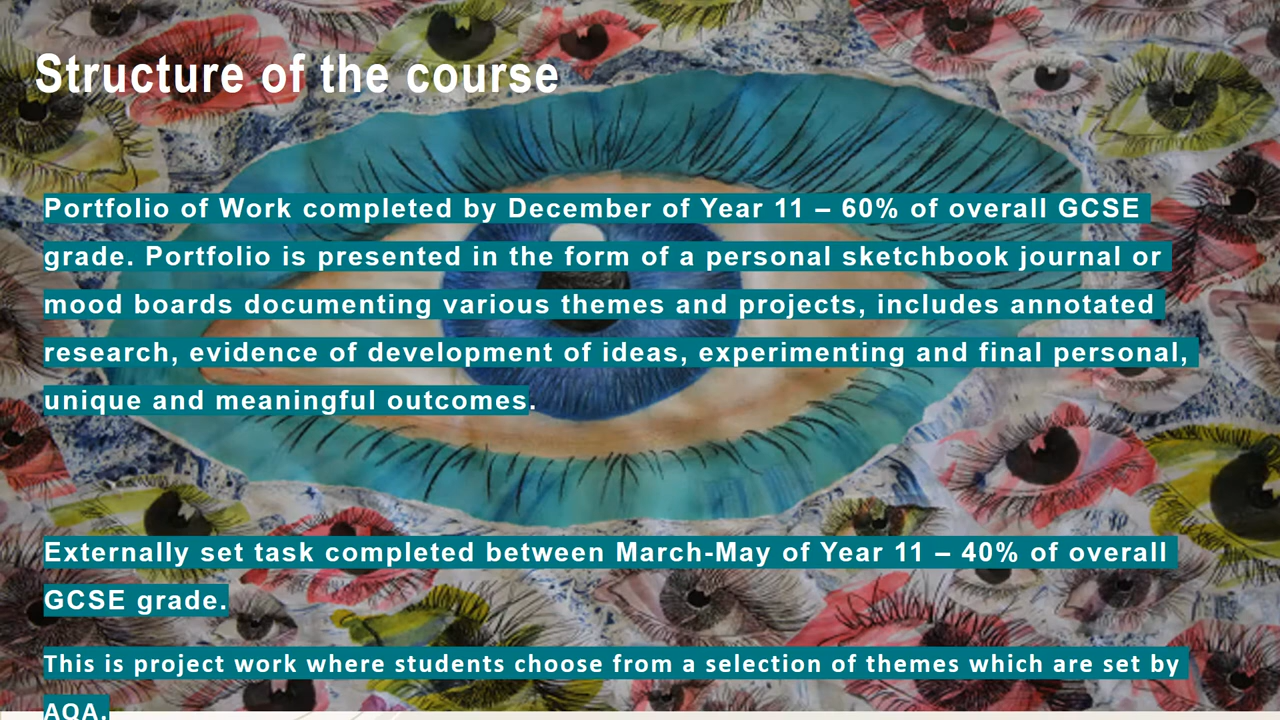 Structure of the course
Portfolio of Work completed by December of Year 11 – 60% of overall GCSE
grade. Portfolio is presented in the form of a personal sketchbook journal or
mood boards documenting various themes and projects, includes annotated
research, evidence of development of ideas, experimenting and final personal,
unique and meaningful outcomes.
Externally set task completed between March-May of Year 11 – 40% of overall
GCSE grade.
This is project work where students choose from a selection of themes which are set by
AQA.